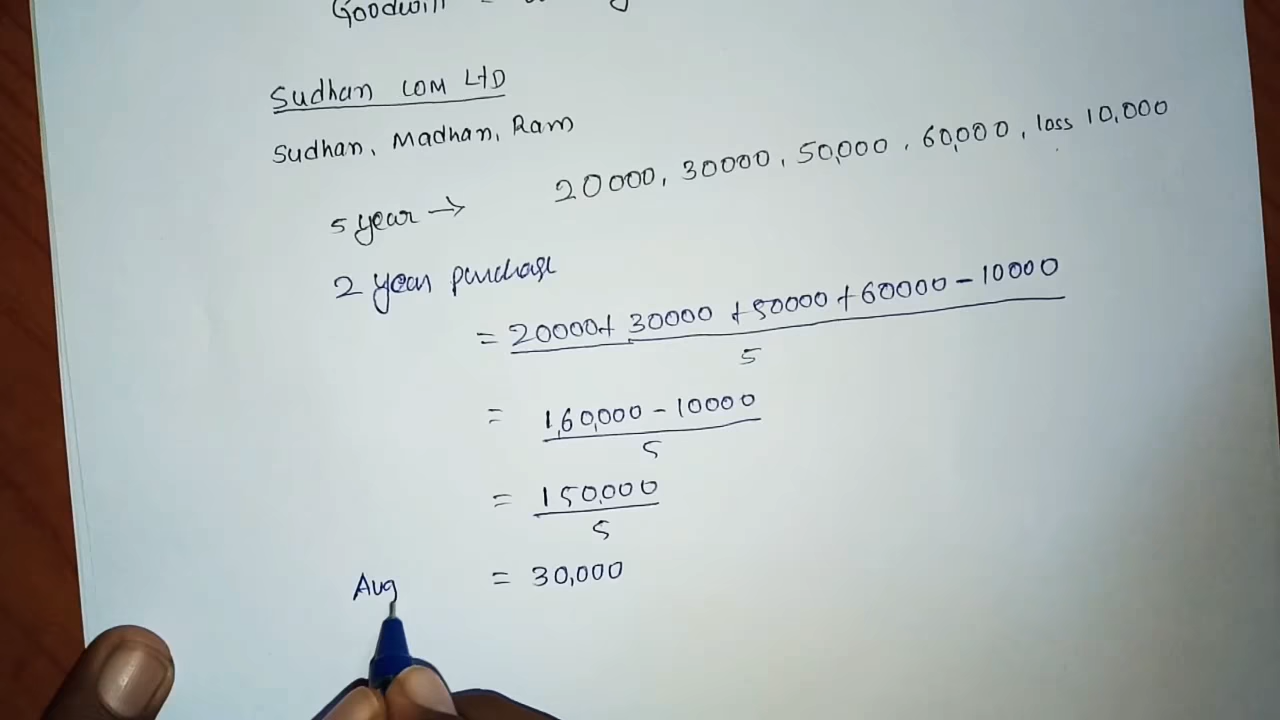 Goodwill =
Sudhan COM LtD
Sudhan, Madhan, Ram
5 year → 20000, 30000, 50,000, 60,000, loss 10,000
2 year purchase
= 20000+ 30000 + 50000 + 60000 - 10000
5
= 1,60,000 - 10000
5
= 150,000
5
Avg = 30,000